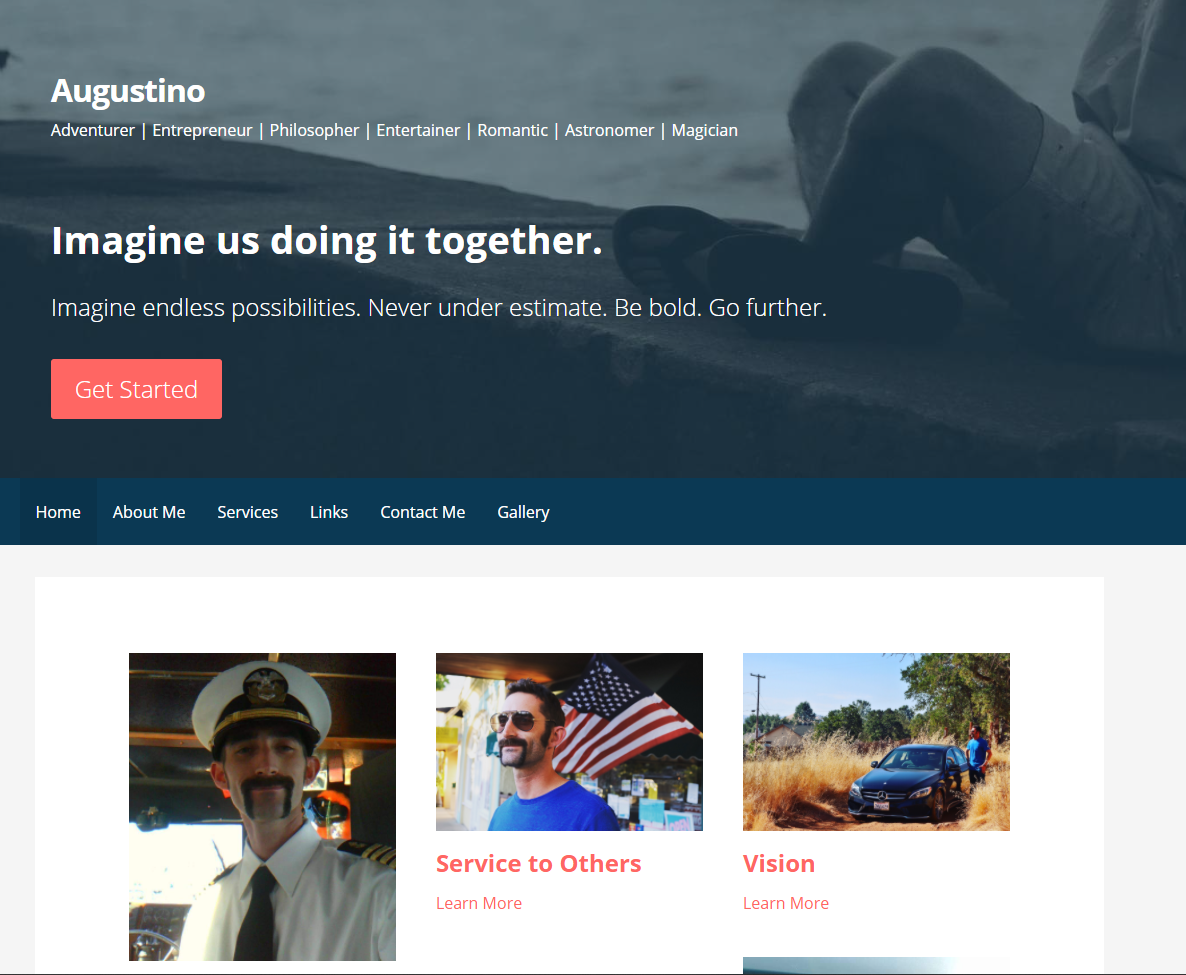 Augustino
Adventurer | Entrepreneur | Philosopher | Entertainer | Romantic | Astronomer | Magician
Imagine us doing it together.
Imagine endless possibilities. Never under estimate. Be bold. Go further.
Get Started
Home About Me Services Links Contact Me Gallery
Service to Others Vision
Learn More Learn More